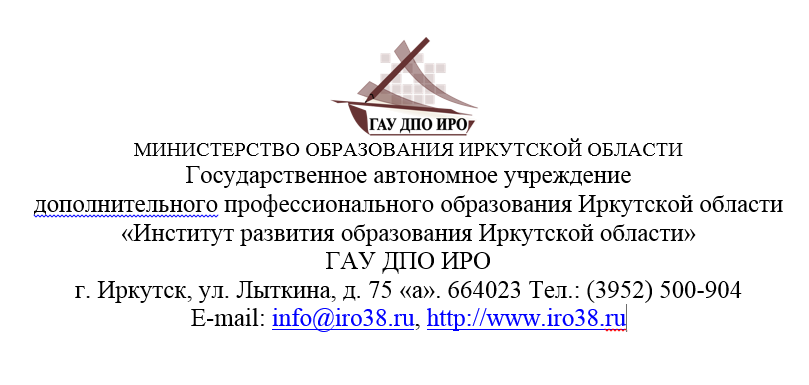 ГАУ ДПО ИРО
МИНИСТЕРСТВО ОБРАЗОВАНИЯ ИРКУТСКОЙ ОБЛАСТИ
Государственное автономное учреждение
дополнительного профессионального образования Иркутской области
«Институт развития образования Иркутской области»
ГАУ ДПО ИРО
г. Иркутск, ул. Лыткина, д. 75 «а». 664023 Тел.: (3952) 500-904
E-mail: info@iro38.ru, http://www.iro38.ru